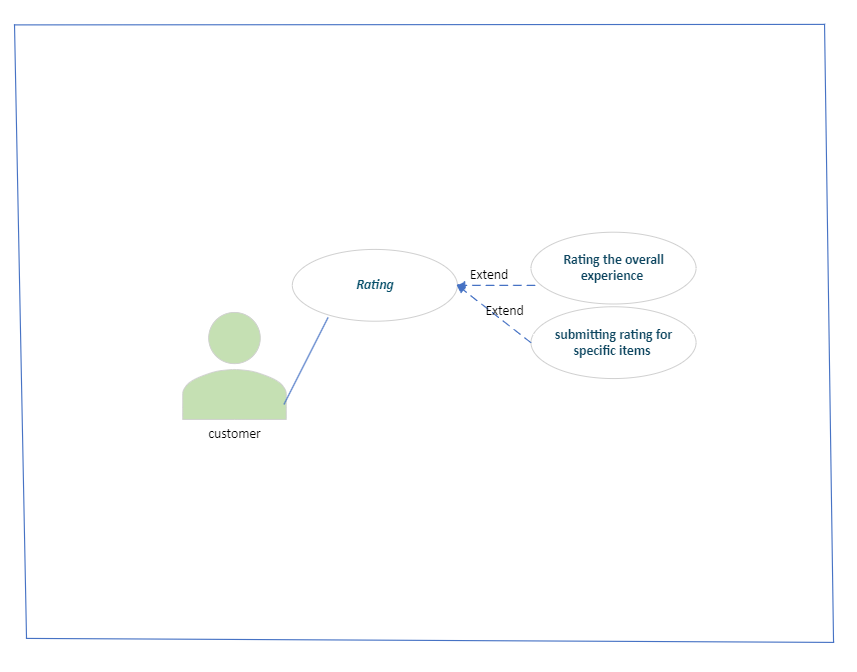 Rating the overall
experience
Extend
Rating
Extend
submitting rating for
specific items
customer